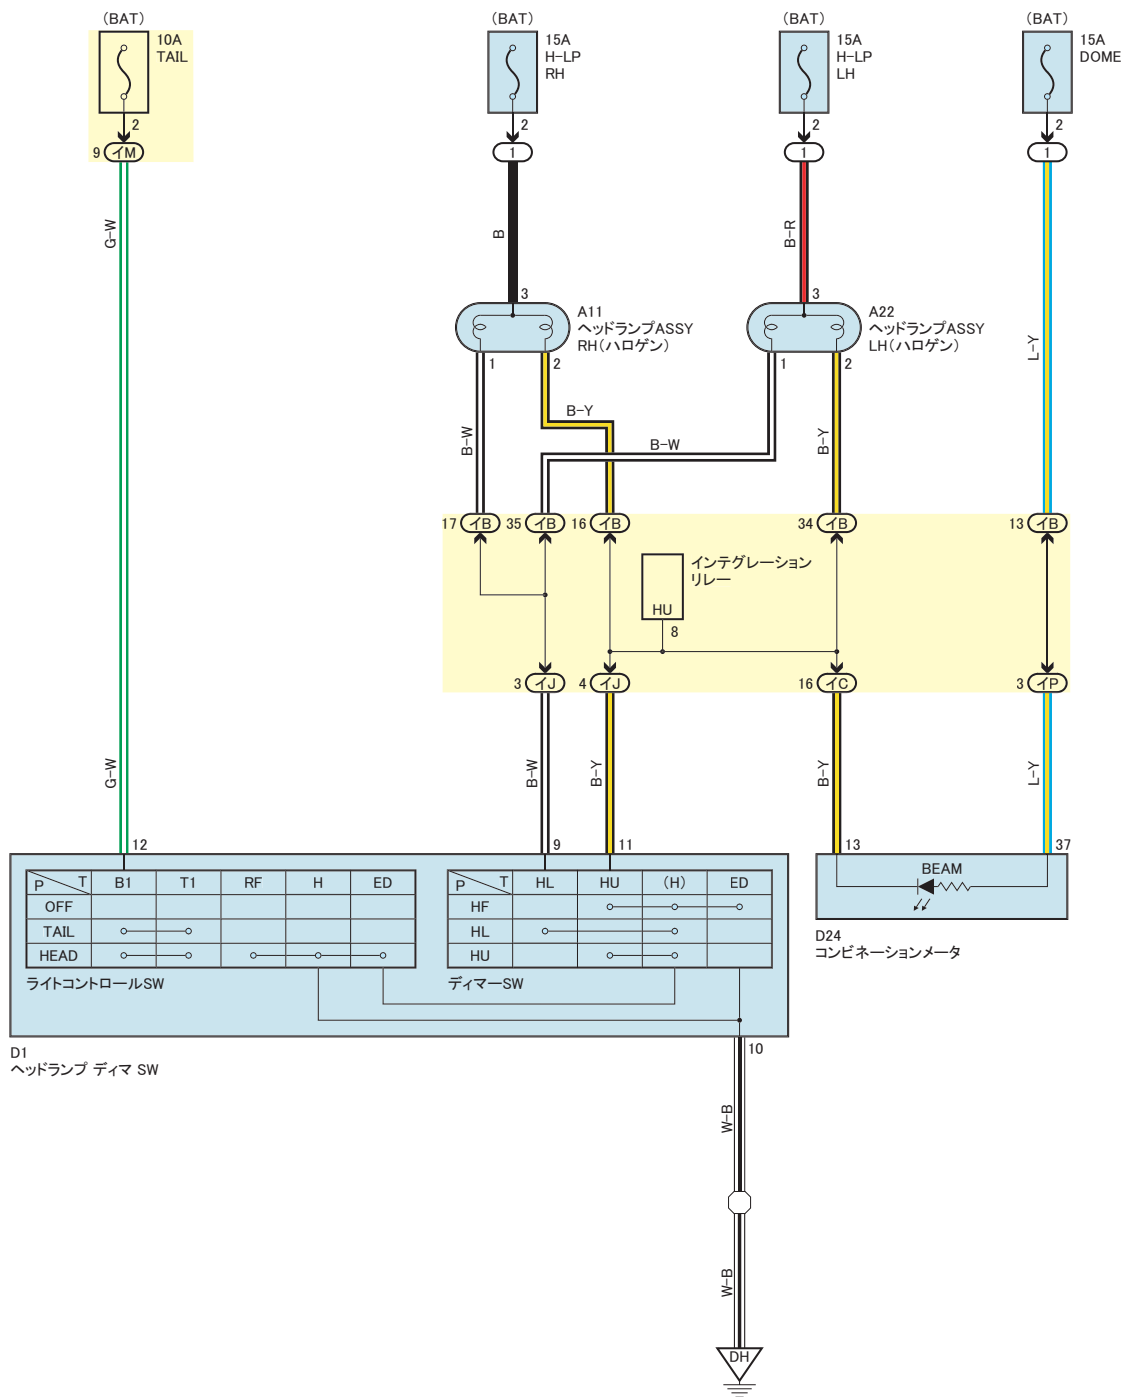 (BAT) (BAT) (BAT) (BAT)
10A
TAIL
15A
H-LP
RH
15A
H-LP
LH
15A
DOME
2 2 2 2
9 イM 1 1 1
G-W B B-R L-Y
3 3
A11
ヘッドランプASSY
RH(ハロゲン)
A22
ヘッドランプASSY
LH(ハロゲン)
1 2 1 2
B-W B-Y B-W B-Y
17 イB 35 イB 16 イB 34 イB 13 イB
インテグレーション
リレー
HU
8
3 イJ 4 イJ 16 イC 3 イP
G-W B-W B-Y B-Y L-Y
12 9 11 13 37
P T B1 T1 RF H ED
OFF
TAIL
HEAD
ライトコントロールSW
P T HL HU (H) ED
HF
HL
HU
ディマーSW
BEAM
D24
コンビネーションメータ
D1
ヘッドランプ ディマ SW
10
W-B
W-B
DH